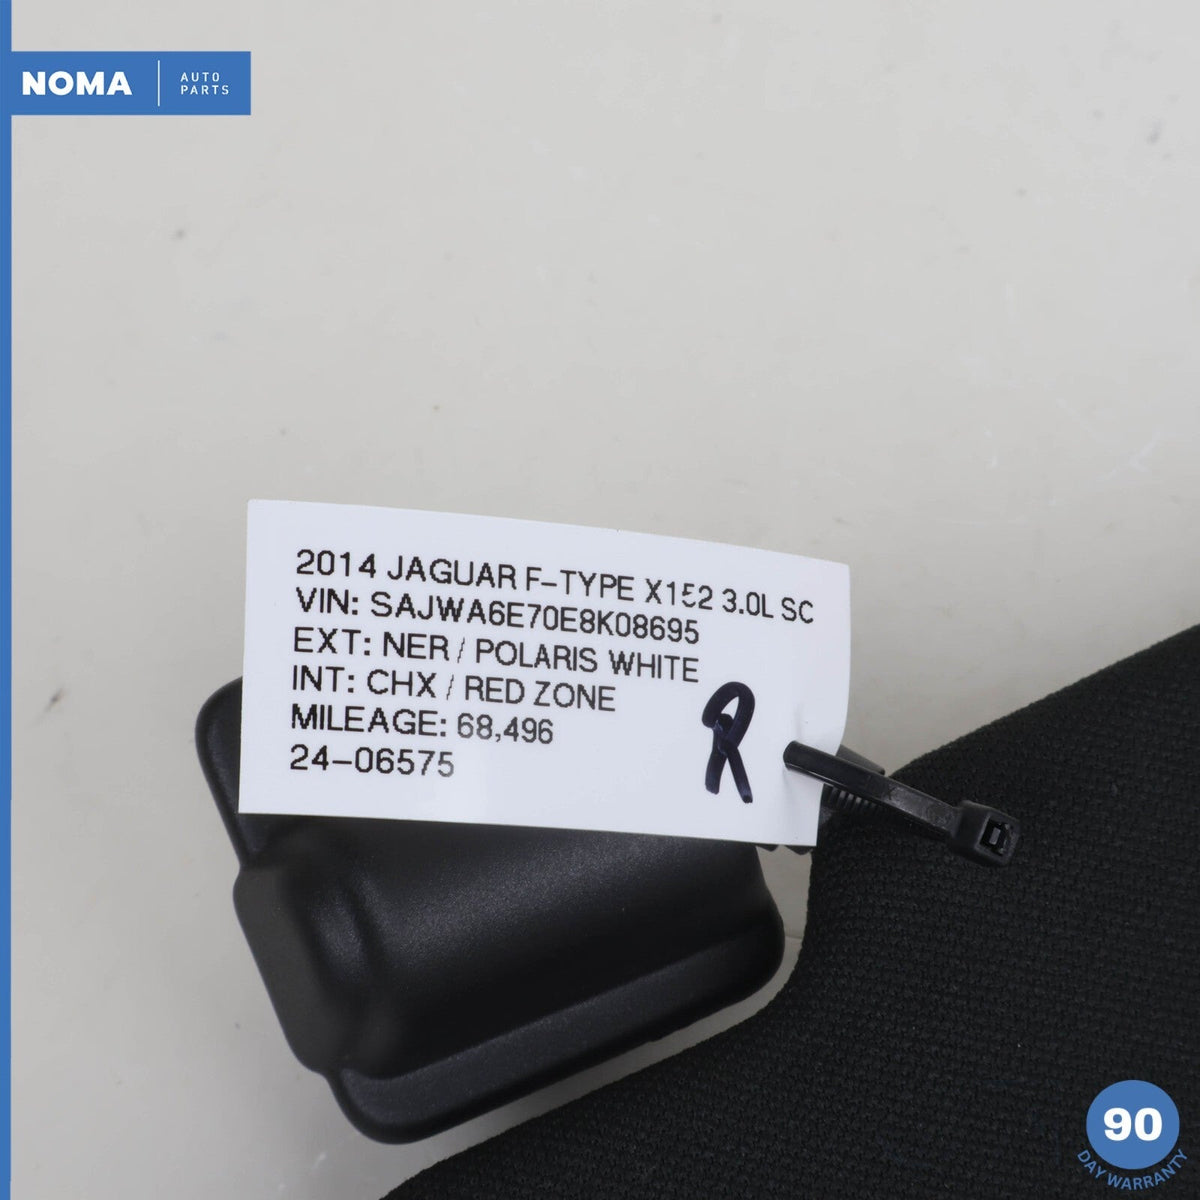 NOMA
AUTO
PARTS
2014 JAGUAR F-TYPE X152 3.0L SC
VIN: SAJWA6E70E8K08695
EXT: NER / POLARIS WHITE
INT: CHX / RED ZONE
MILEAGE: 68,496
24-06575
R
90
DAY WARRANTY